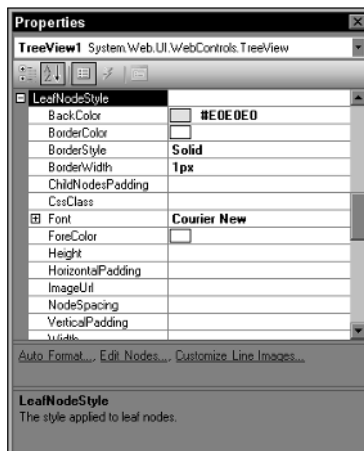 Properties
TreeView1 System.Web.UI.WebControls.TreeView
LeafNodeStyle
BackColor #E0E0E0
BorderColor
BorderStyle Solid
BorderWidth 1px
ChildNodesPadding
CssClass
Font Courier New
ForeColor
Height
HorizontalPadding
ImageUrl
NodeSpacing
VerticalPadding
Width
Auto Format..., Edit Nodes..., Customize Line Images...
LeafNodeStyle
The style applied to leaf nodes.